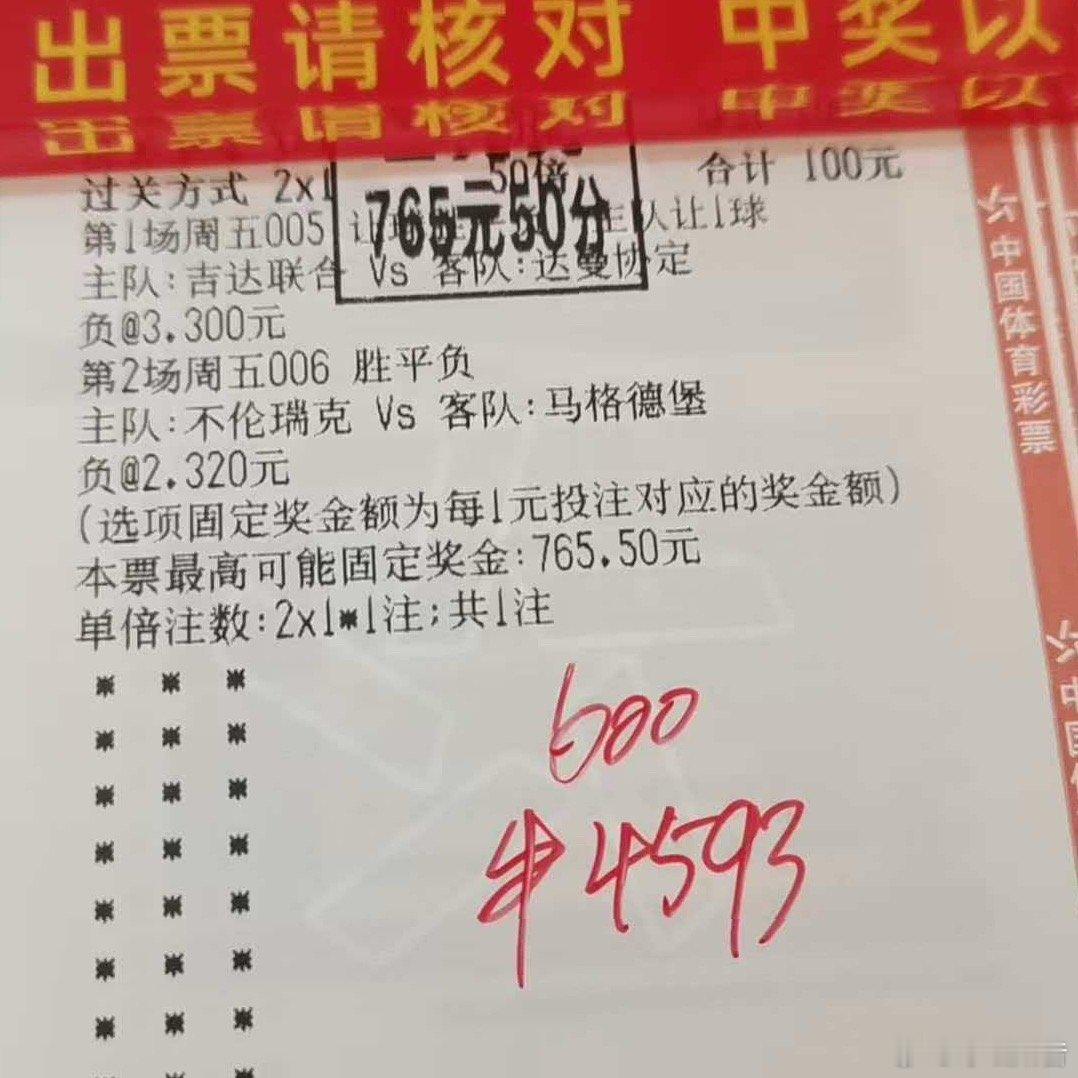 出票请核对 中奖以
出票请核对 中奖以
过关方式 2x1 50倍 合计 100元
765元50分
第1场周五005 让 主队让1球
主队:吉达联合 Vs 客队:达曼协定
负@3.300元
第2场周五006 胜平负
主队:不伦瑞克 Vs 客队:马格德堡
负@2.320元
(选项固定奖金额为每1元投注对应的奖金额)
本票最高可能固定奖金:765.50元
单倍注数:2x1*1注;共1注
600
中4593
中国体育彩票
中国